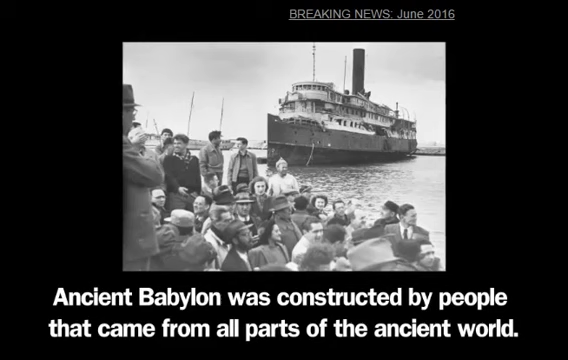 BREAKING NEWS: June 2016
Ancient Babylon was constructed by people
that came from all parts of the ancient world.